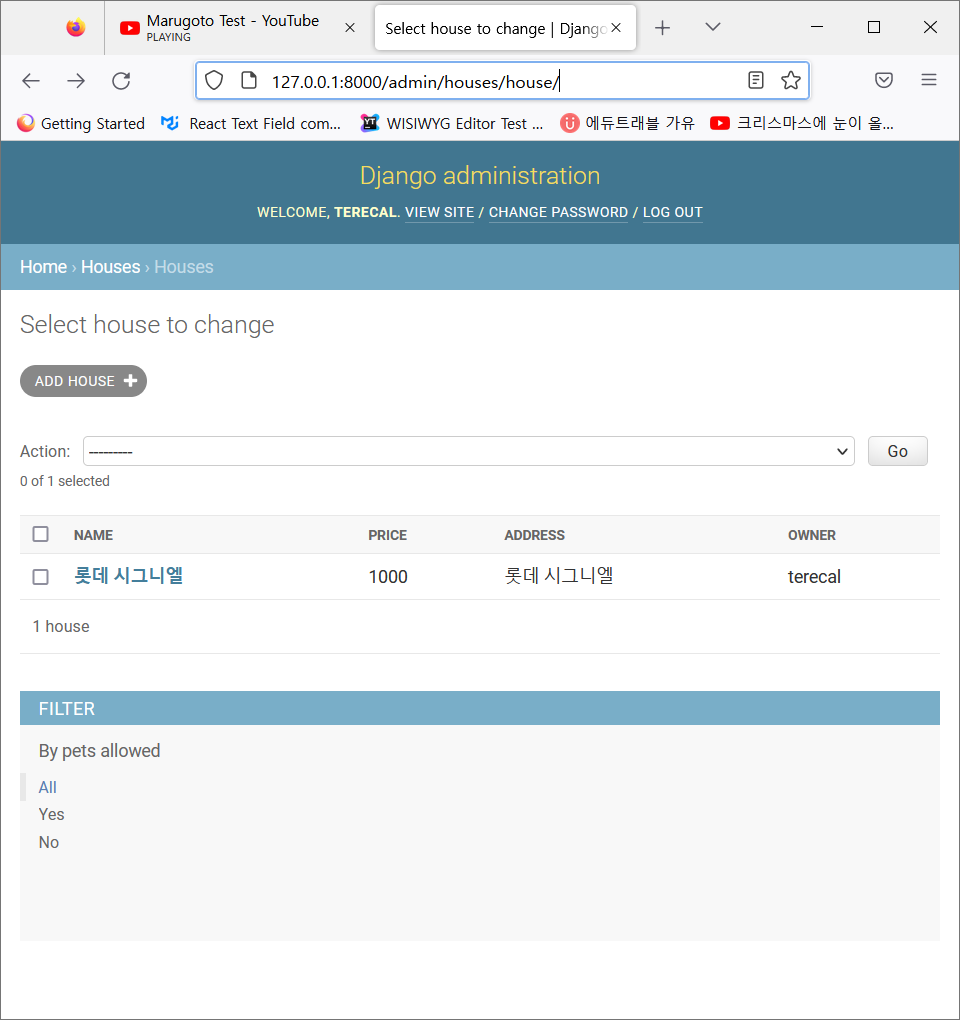 Marugoto Test - YouTube
PLAYING
Select house to change | Django
127.0.0.1:8000/admin/houses/house/
Getting Started
React Text Field com...
YT
WISIWYG Editor Test ...
에듀트래블 가유
크리스마스에 눈이 올...
Django administration
WELCOME, TERECAL. VIEW SITE / CHANGE PASSWORD / LOG OUT
Home › Houses › Houses
Select house to change
ADD HOUSE
Action: --------- Go
0 of 1 selected
NAME PRICE ADDRESS OWNER
롯데 시그니엘 1000 롯데 시그니엘 terecal
1 house
FILTER
By pets allowed
All
Yes
No